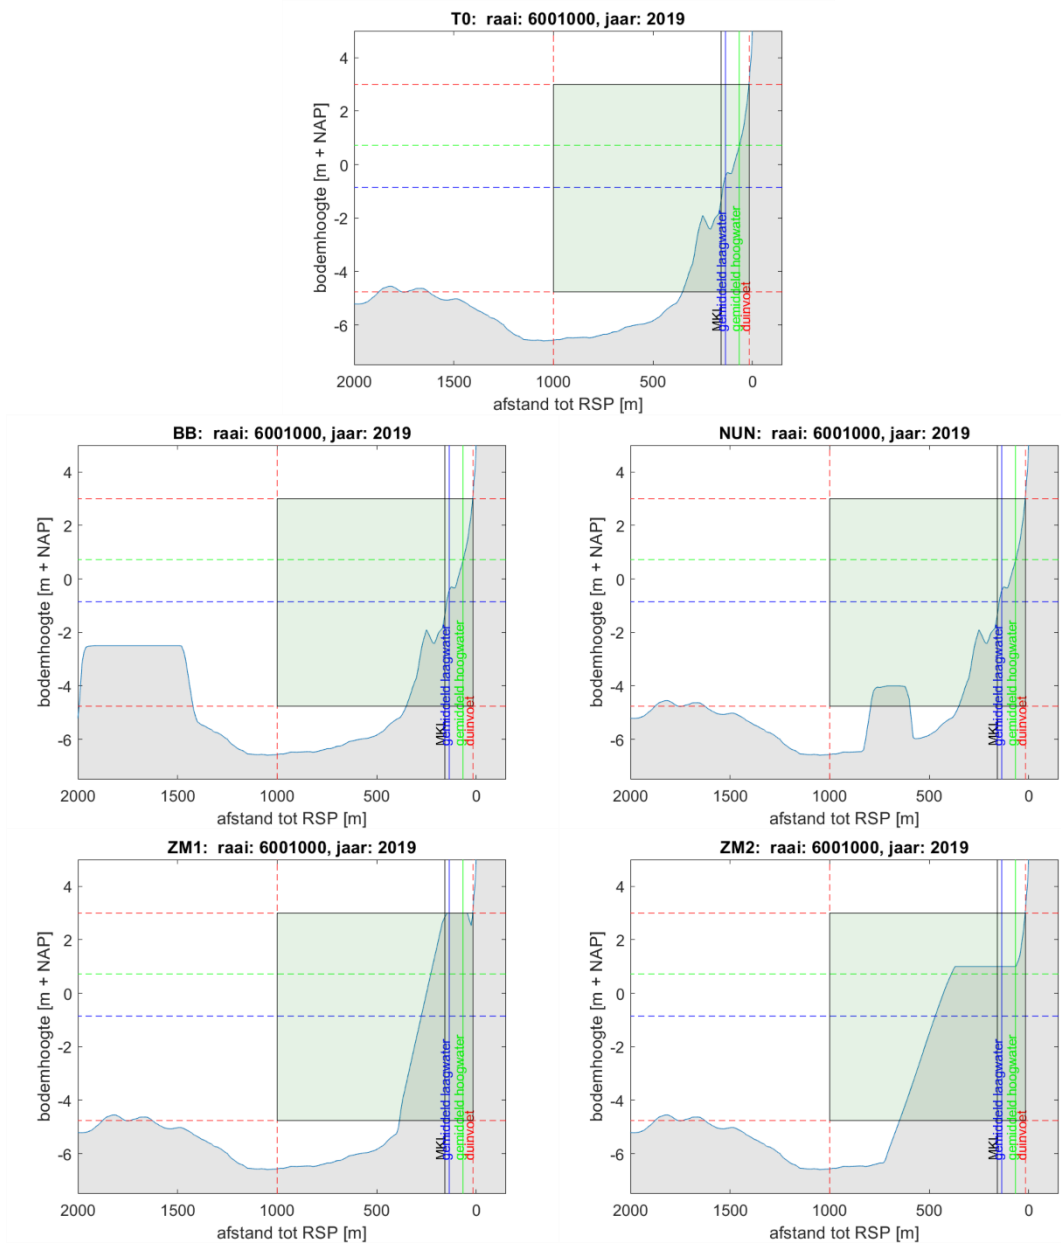 T0: raai: 6001000, jaar: 2019
bodemhoogte [m + NAP]
4
2
0
-2
-4
-6
MKL
gemiddeld laagwater
gemiddeld hoogwater
duinvoet
2000 1500 1000 500 0
afstand tot RSP [m]
BB: raai: 6001000, jaar: 2019
bodemhoogte [m + NAP]
4
2
0
-2
-4
-6
MKL
gemiddeld laagwater
gemiddeld hoogwater
duinvoet
2000 1500 1000 500 0
afstand tot RSP [m]
NUN: raai: 6001000, jaar: 2019
bodemhoogte [m + NAP]
4
2
0
-2
-4
-6
MKL
gemiddeld laagwater
gemiddeld hoogwater
duinvoet
2000 1500 1000 500 0
afstand tot RSP [m]
ZM1: raai: 6001000, jaar: 2019
bodemhoogte [m + NAP]
4
2
0
-2
-4
-6
MKL
gemiddeld laagwater
gemiddeld hoogwater
duinvoet
2000 1500 1000 500 0
afstand tot RSP [m]
ZM2: raai: 6001000, jaar: 2019
bodemhoogte [m + NAP]
4
2
0
-2
-4
-6
MKL
gemiddeld laagwater
gemiddeld hoogwater
duinvoet
2000 1500 1000 500 0
afstand tot RSP [m]